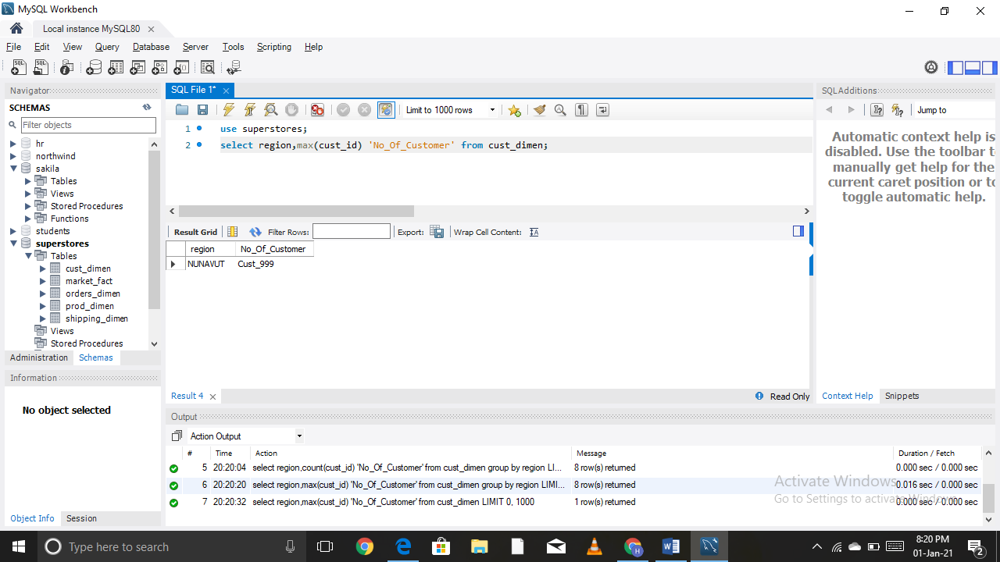 MySQL Workbench
Local instance MySQL80
File Edit View Query Database Server Tools Scripting Help
Navigator
SCHEMAS
Filter objects
hr
northwind
sakila
Tables
Views
Stored Procedures
Functions
students
superstores
Tables
cust_dimen
market_fact
orders_dimen
prod_dimen
shipping_dimen
Views
Stored Procedures
Administration Schemas
Information
No object selected
Object Info Session
SQL File 1*
Limit to 1000 rows
1 use superstores;
2 select region,max(cust_id) 'No_Of_Customer' from cust_dimen;
Result Grid Filter Rows: Export: Wrap Cell Content:
region No_Of_Customer
NUNAVUT Cust_999
Result 4 Read Only
SQLAdditions
Jump to
Automatic context help is
disabled. Use the toolbar t
manually get help for the
current caret position or to
toggle automatic help.
Context Help Snippets
Output
Action Output
# Time Action Message Duration / Fetch
5 20:20:04 select region,count(cust_id) 'No_Of_Customer' from cust_dimen group by region LI... 8 row(s) returned 0.000 sec / 0.000 sec
6 20:20:20 select region,max(cust_id) 'No_Of_Customer' from cust_dimen group by region LIMI... 8 row(s) returned 0.016 sec / 0.000 sec
7 20:20:32 select region,max(cust_id) 'No_Of_Customer' from cust_dimen LIMIT 0, 1000 1 row(s) returned 0.000 sec / 0.000 sec
Activate Windows
Go to Settings to activate Windows.
Type here to search
8:20 PM
01-Jan-21
2